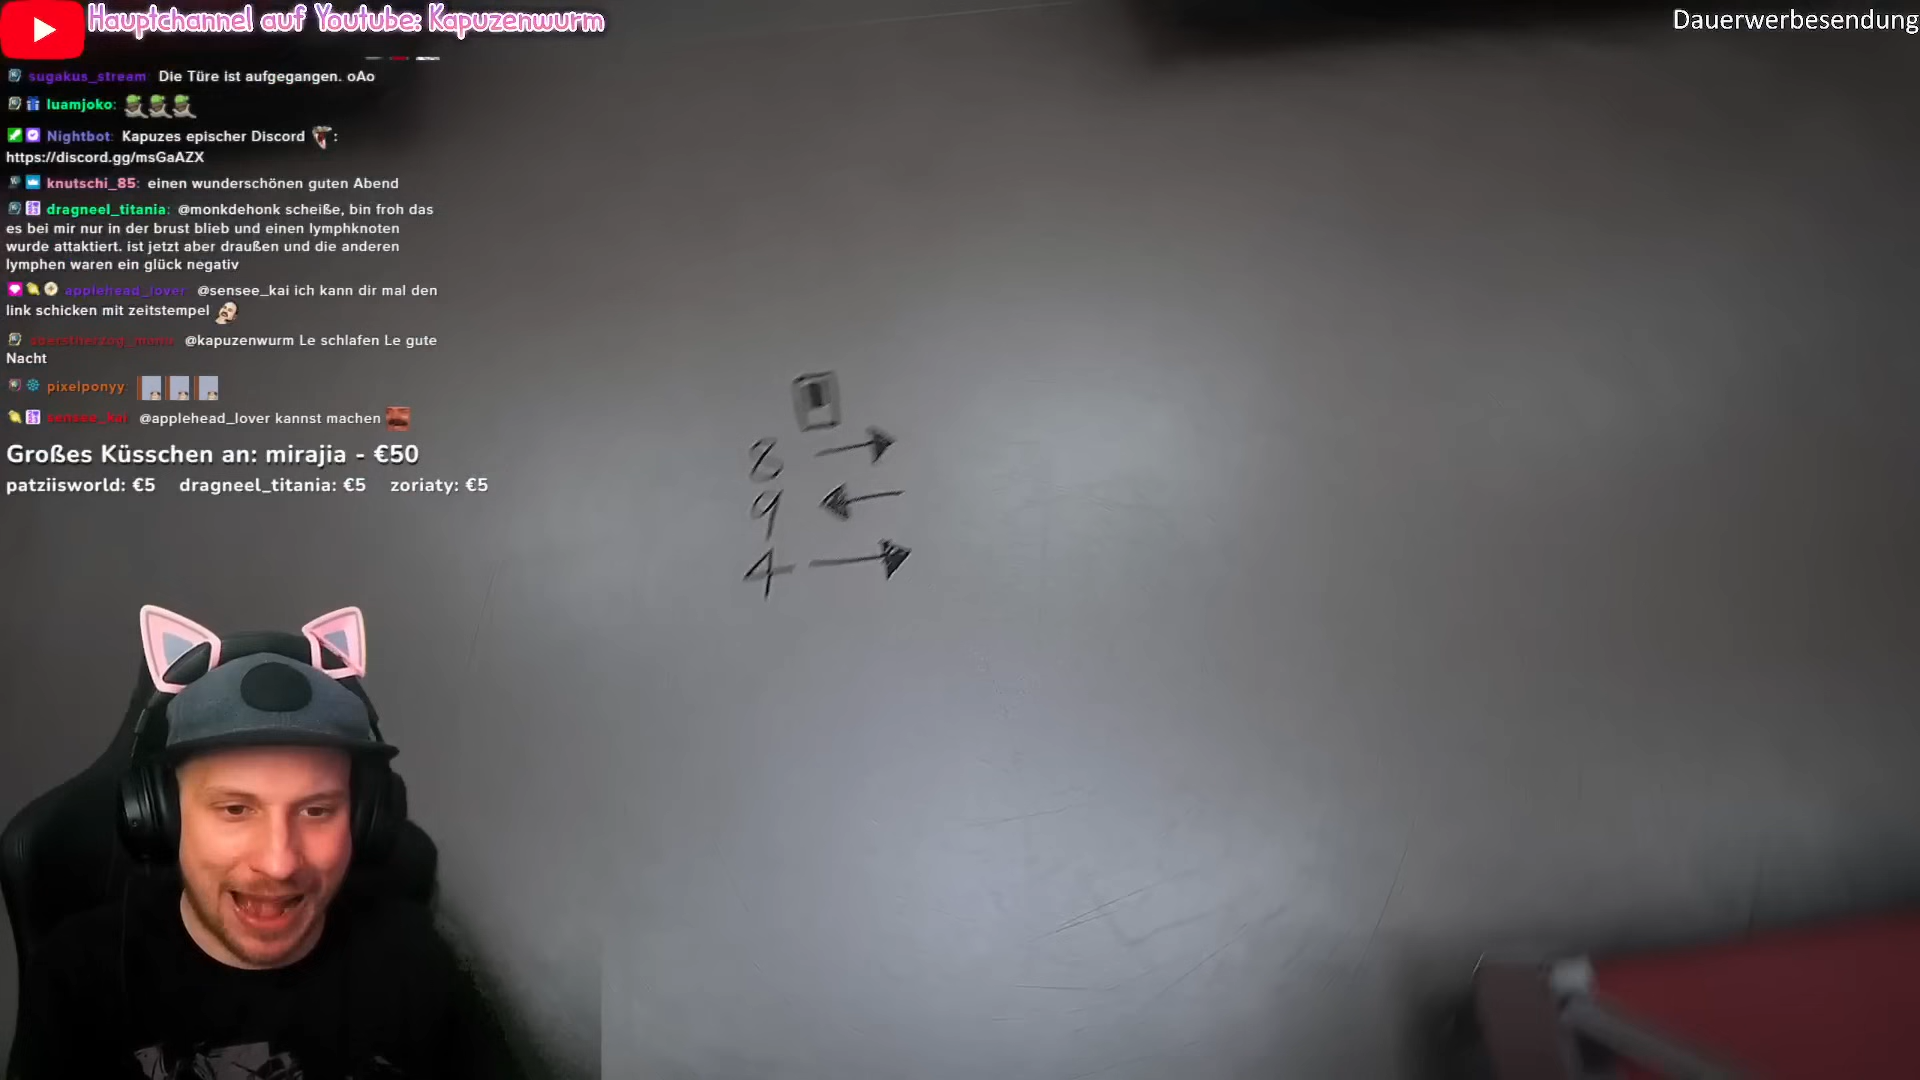 Hauptchannel auf Youtube: Kapuzenwurm
Dauerwerbesendung
sugakus_stream: Die Türe ist aufgegangen. oAo
luamjoko:
Nightbot: Kapuzes epischer Discord :
https://discord.gg/msGaAZX
knutschi_85: einen wunderschönen guten Abend
dragneel_titania: @monkdehonk scheiße, bin froh das
es bei mir nur in der brust blieb und einen lymphknoten
wurde attaktiert. ist jetzt aber draußen und die anderen
lymphen waren ein glück negativ
applehead_lover: @sensee_kai ich kann dir mal den
link schicken mit zeitstempel
@kapuzenwurm Le schlafen Le gute
Nacht
pixelponyy:
sensee_kai: @applehead_lover kannst machen
Großes Küsschen an: mirajia - €50
patziisworld: €5 dragneel_titania: €5 zoriaty: €5
8 →
9 ←
4 →